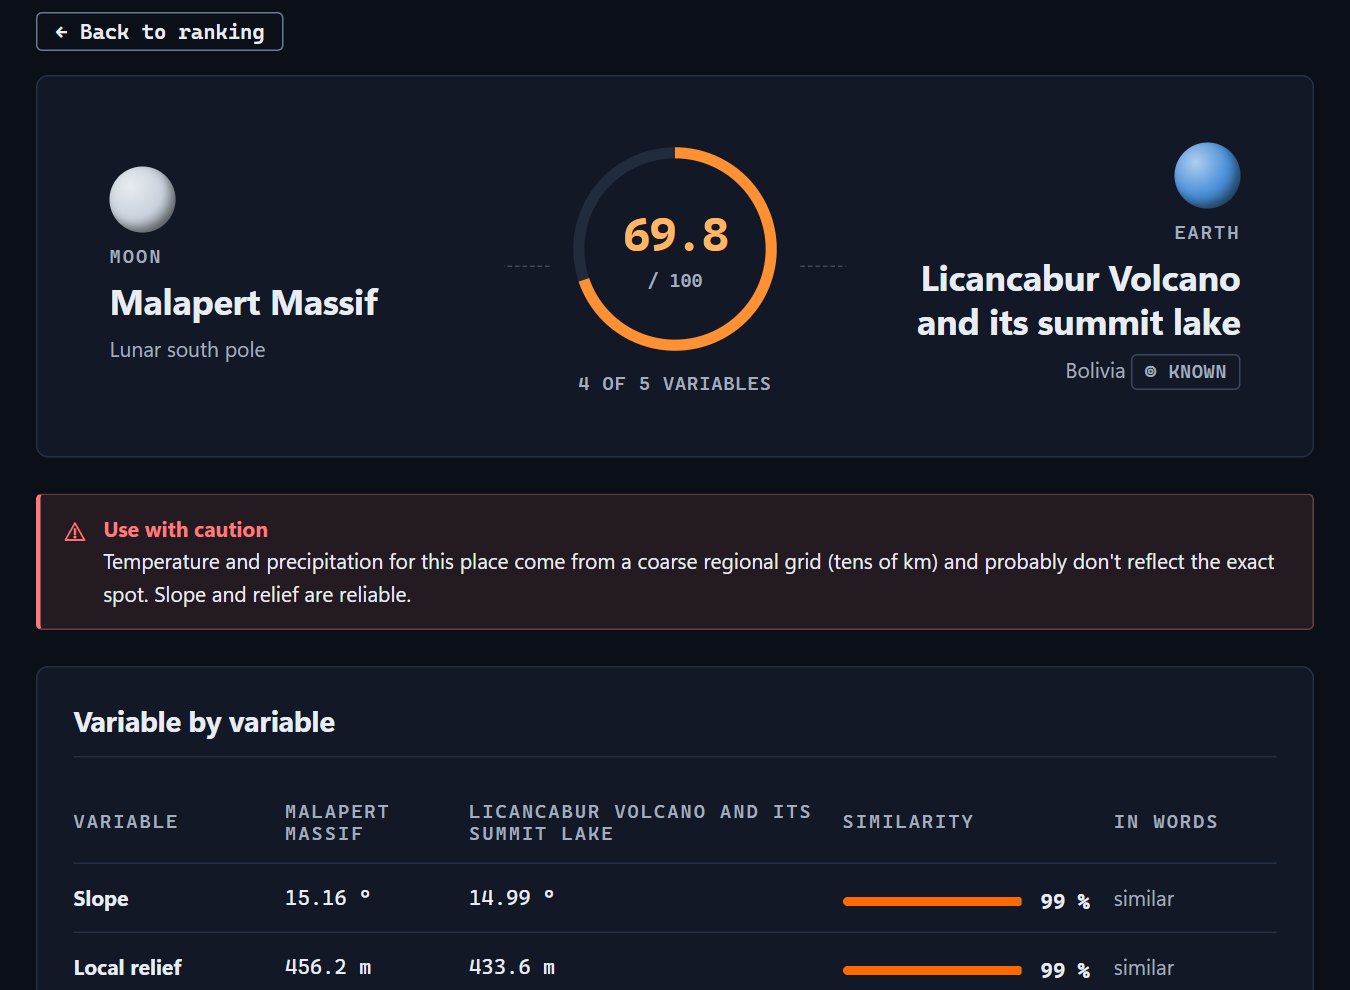 ← Back to ranking
MOON
Malapert Massif
Lunar south pole
69.8
/ 100
4 OF 5 VARIABLES
EARTH
Licancabur Volcano
and its summit lake
Bolivia ◎ KNOWN
⚠ Use with caution
Temperature and precipitation for this place come from a coarse regional grid (tens of km) and probably don't reflect the exact
spot. Slope and relief are reliable.
Variable by variable
VARIABLE
MALAPERT
MASSIF
LICANCABUR VOLCANO AND ITS
SUMMIT LAKE
SIMILARITY
IN WORDS
Slope 15.16 ° 14.99 ° 99 % similar
Local relief 456.2 m 433.6 m 99 % similar